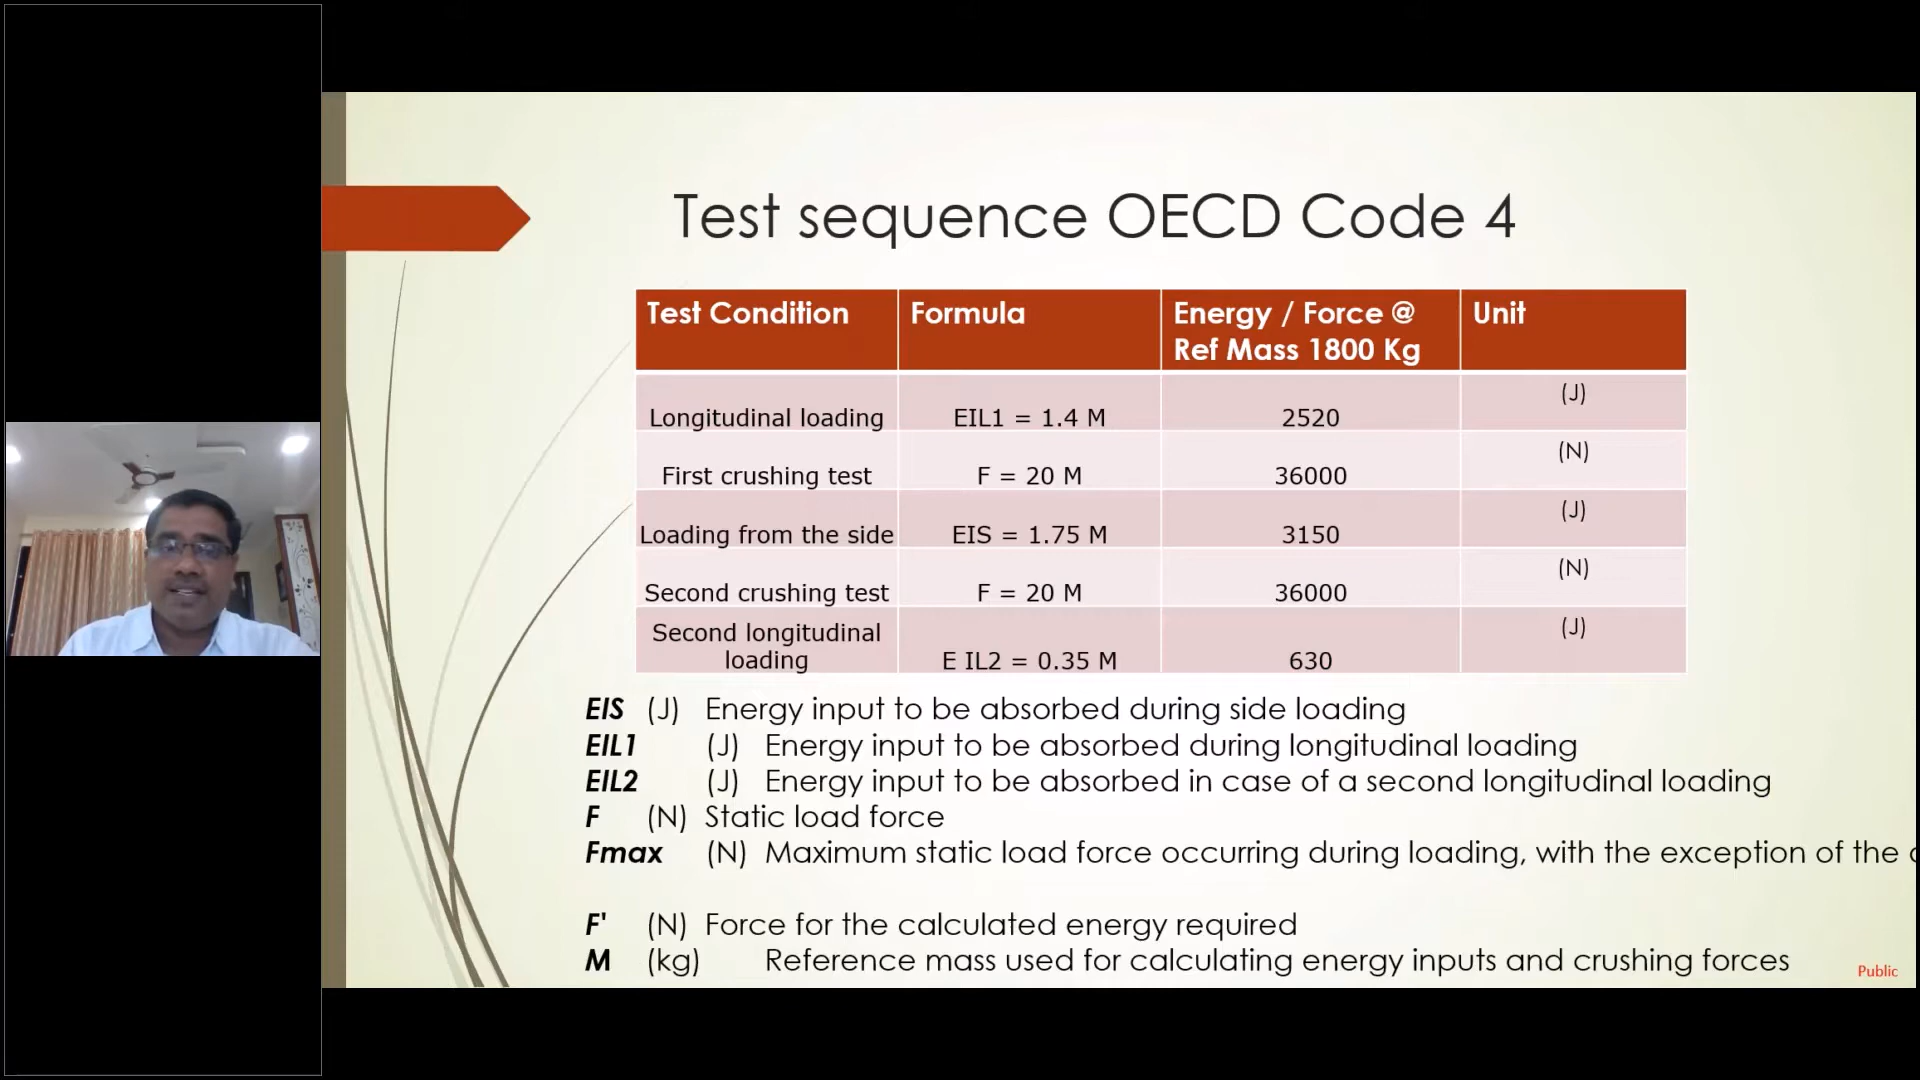 Test sequence OECD Code 4
Test Condition Formula Energy / Force @ Ref Mass 1800 Kg Unit
Longitudinal loading EIL1 = 1.4 M 2520 (J)
First crushing test F = 20 M 36000 (N)
Loading from the side EIS = 1.75 M 3150 (J)
Second crushing test F = 20 M 36000 (N)
Second longitudinal loading E IL2 = 0.35 M 630 (J)
EIS (J) Energy input to be absorbed during side loading
EIL1 (J) Energy input to be absorbed during longitudinal loading
EIL2 (J) Energy input to be absorbed in case of a second longitudinal loading
F (N) Static load force
Fmax (N) Maximum static load force occurring during loading, with the exception of the
F' (N) Force for the calculated energy required
M (kg) Reference mass used for calculating energy inputs and crushing forces
Public